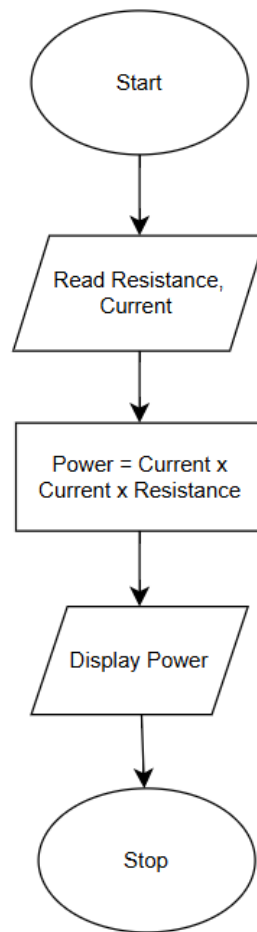 Start
Read Resistance,
Current
Power = Current x
Current x Resistance
Display Power
Stop